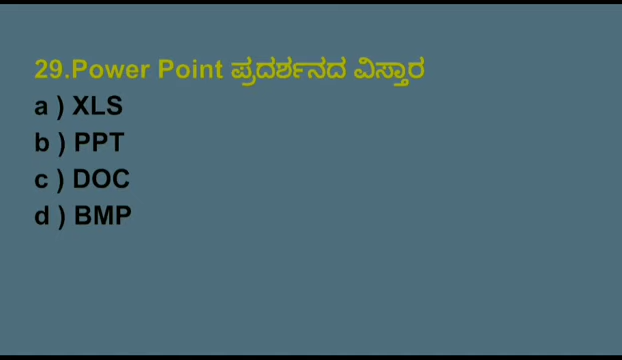 29.Power Point ಪ್ರದರ್ಶನದ ವಿಸ್ತಾರ
a ) XLS
b ) PPT
c ) DOC
d ) BMP